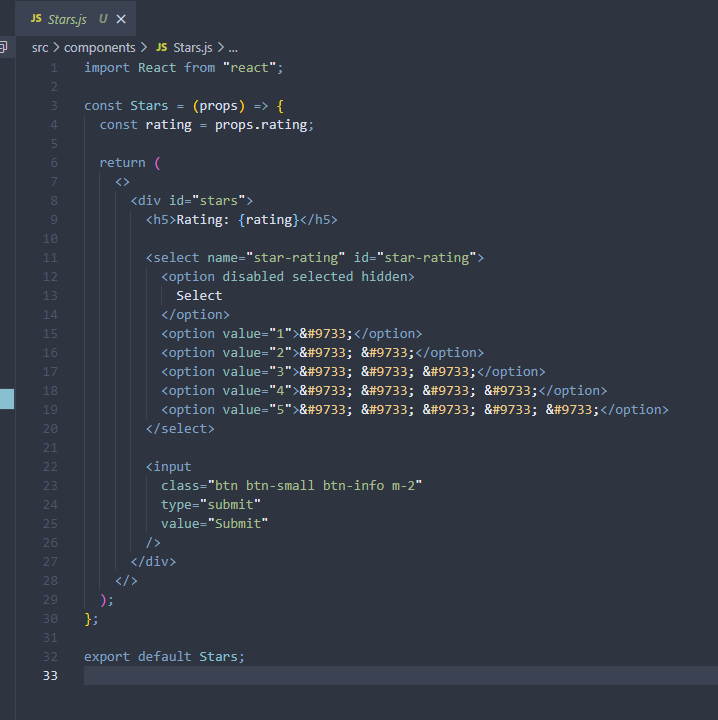 JS Stars.js U ×
src > components > JS Stars.js > ...
1 import React from "react";
2
3 const Stars = (props) => {
4   const rating = props.rating;
5
6   return (
7     <>
8       <div id="stars">
9         <h5>Rating: {rating}</h5>
10
11         <select name="star-rating" id="star-rating">
12           <option disabled selected hidden>
13             Select
14           </option>
15           <option value="1">&#9733;</option>
16           <option value="2">&#9733; &#9733;</option>
17           <option value="3">&#9733; &#9733; &#9733;</option>
18           <option value="4">&#9733; &#9733; &#9733; &#9733;</option>
19           <option value="5">&#9733; &#9733; &#9733; &#9733; &#9733;</option>
20         </select>
21
22         <input
23           class="btn btn-small btn-info m-2"
24           type="submit"
25           value="Submit"
26         />
27       </div>
28     </>
29   );
30 };
31
32 export default Stars;
33